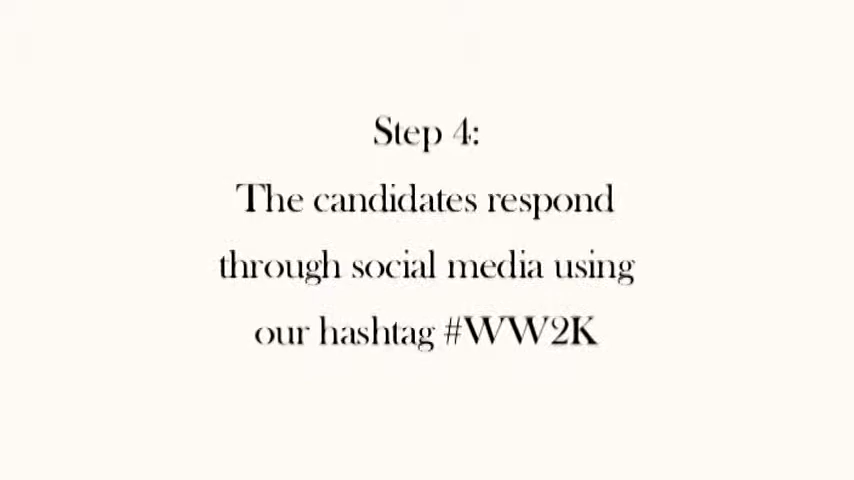 Step 4:
The candidates respond
through social media using
our hashtag #WW2K